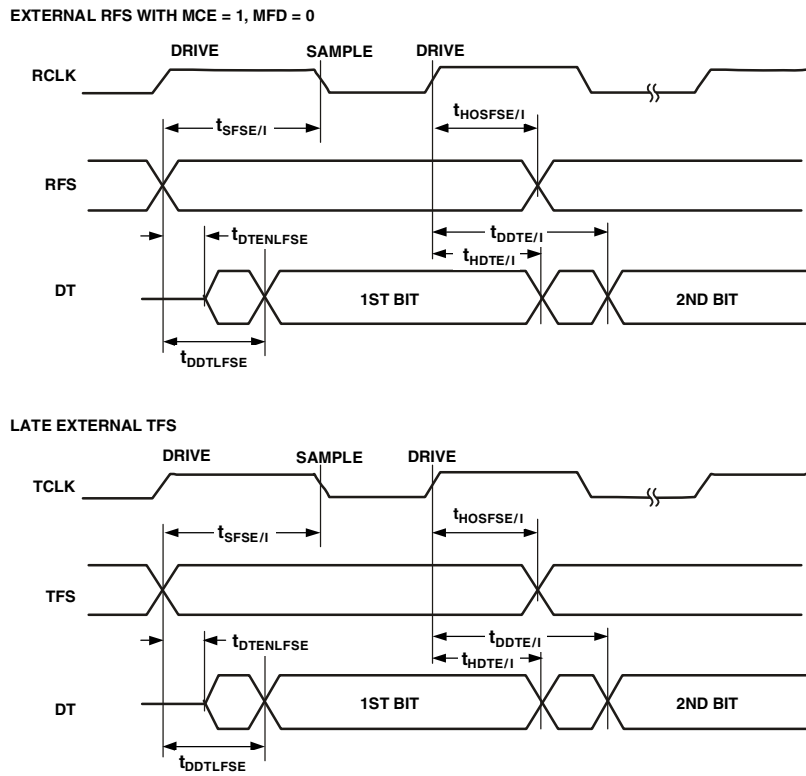 EXTERNAL RFS WITH MCE = 1, MFD = 0
DRIVE SAMPLE DRIVE
RCLK
tSFSE/I tHOSFSE/I
RFS
tDDTE/I
tDTENLFSE
tHDTE/I
DT 1ST BIT 2ND BIT
tDDTLFSE
LATE EXTERNAL TFS
DRIVE SAMPLE DRIVE
TCLK
tSFSE/I tHOSFSE/I
TFS
tDTENLFSE tDDTE/I
tHDTE/I
DT 1ST BIT 2ND BIT
tDDTLFSE